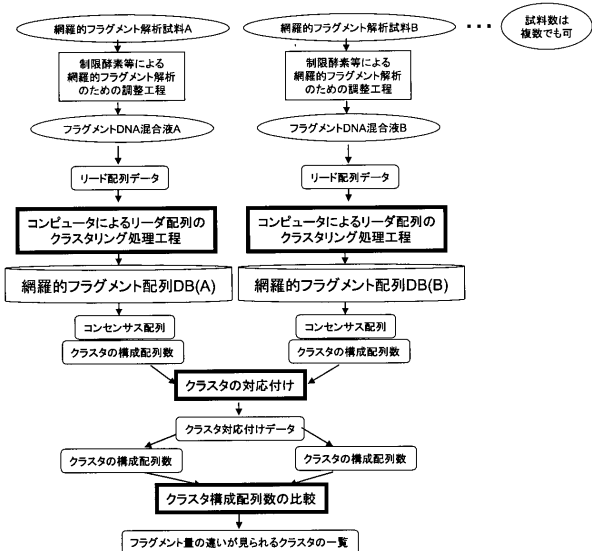 網羅的フラグメント解析試料A
網羅的フラグメント解析試料B
・・・
試料数は
複数でも可
制限酵素等による
網羅的フラグメント解析
のための調整工程
制限酵素等による
網羅的フラグメント解析
のための調整工程
フラグメントDNA混合液A
フラグメントDNA混合液B
リード配列データ
リード配列データ
コンピュータによるリーダ配列の
クラスタリング処理工程
コンピュータによるリーダ配列の
クラスタリング処理工程
網羅的フラグメント配列DB(A)
網羅的フラグメント配列DB(B)
コンセンサス配列
コンセンサス配列
クラスタの構成配列数
クラスタの構成配列数
クラスタの対応付け
クラスタ対応付けデータ
クラスタの構成配列数
クラスタの構成配列数
クラスタ構成配列数の比較
フラグメント量の違いが見られるクラスタの一覧